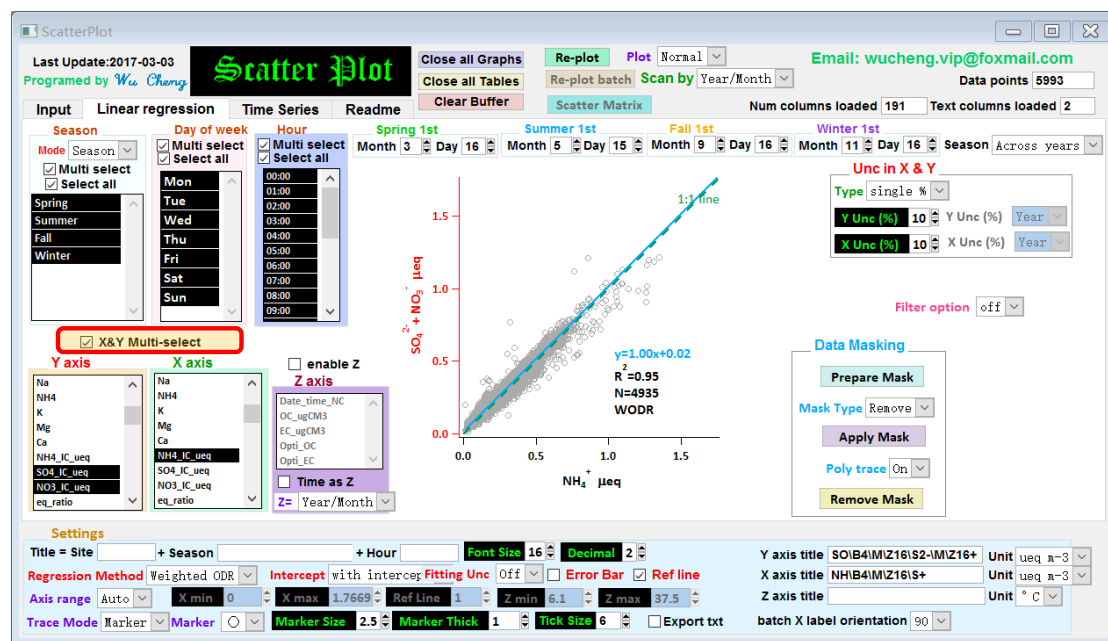 ScatterPlot
Last Update:2017-03-03
Programed by Wu Cheng
Scatter Plot
Close all Graphs
Close all Tables
Clear Buffer
Re-plot
Plot Normal
Re-plot batch
Scan by Year/Month
Scatter Matrix
Email: wucheng.vip@foxmail.com
Data points 5993
Num columns loaded 191
Text columns loaded 2
Input
Linear regression
Time Series
Readme
Season
Mode Season
Multi select
Select all
Spring
Summer
Fall
Winter
Day of week
Multi select
Select all
Mon
Tue
Wed
Thu
Fri
Sat
Sun
Hour
Multi select
Select all
00:00
01:00
02:00
03:00
04:00
05:00
06:00
07:00
08:00
09:00
Spring 1st
Month 3 Day 16
Summer 1st
Month 5 Day 15
Fall 1st
Month 9 Day 16
Winter 1st
Month 11 Day 16
Season Across years
Unc in X & Y
Type single %
Y Unc (%) 10 Y Unc (%) Year
X Unc (%) 10 X Unc (%) Year
Filter option off
Data Masking
Prepare Mask
Mask Type Remove
Apply Mask
Poly trace On
Remove Mask
X&Y Multi-select
Y axis
Na
NH4
K
Mg
Ca
NH4_IC_ueq
SO4_IC_ueq
NO3_IC_ueq
eq_ratio
X axis
Na
NH4
K
Mg
Ca
NH4_IC_ueq
SO4_IC_ueq
NO3_IC_ueq
eq_ratio
enable Z
Z axis
Date_time_NC
OC_ugCM3
EC_ugCM3
Opti_OC
Opti_EC
Time as Z
Z= Year/Month
SO₄²⁻ + NO₃⁻ μeq
1.5
1.0
0.5
0.0
1:1 line
y=1.00x+0.02
R²=0.95
N=4935
WODR
0.0 0.5 1.0 1.5
NH₄⁺ μeq
Settings
Title = Site + Season + Hour Font Size 16 Decimal 2
Y axis title SO\B4\M\Z16\S2-\M\Z16+ Unit ueq m-3
Regression Method Weighted ODR Intercept with intercep Fitting Unc Off Error Bar Ref line
X axis title NH\B4\M\Z16\S+ Unit ueq m-3
Axis range Auto X min 0 X max 1.7669 Ref Line 1 Z min 6.1 Z max 37.5
Z axis title Unit ° C
Trace Mode Marker Marker Marker Size 2.5 Marker Thick 1 Tick Size 6 Export txt
batch X label orientation 90